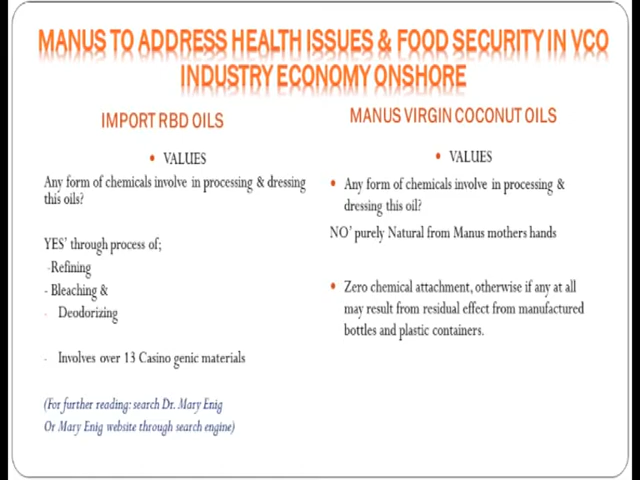 MANUS TO ADDRESS HEALTH ISSUES & FOOD SECURITY IN VCO
INDUSTRY ECONOMY ONSHORE
IMPORT RBD OILS
• VALUES
Any form of chemicals involve in processing & dressing
this oils?
YES' through process of;
-Refining
- Bleaching &
- Deodorizing
- Involves over 13 Casino genic materials
(For further reading: search Dr. Mary Enig
Or Mary Enig website through search engine)
MANUS VIRGIN COCONUT OILS
• VALUES
• Any form of chemicals involve in processing &
dressing this oil?
NO' purely Natural from Manus mothers hands
• Zero chemical attachment, otherwise if any at all
may result from residual effect from manufactured
bottles and plastic containers.